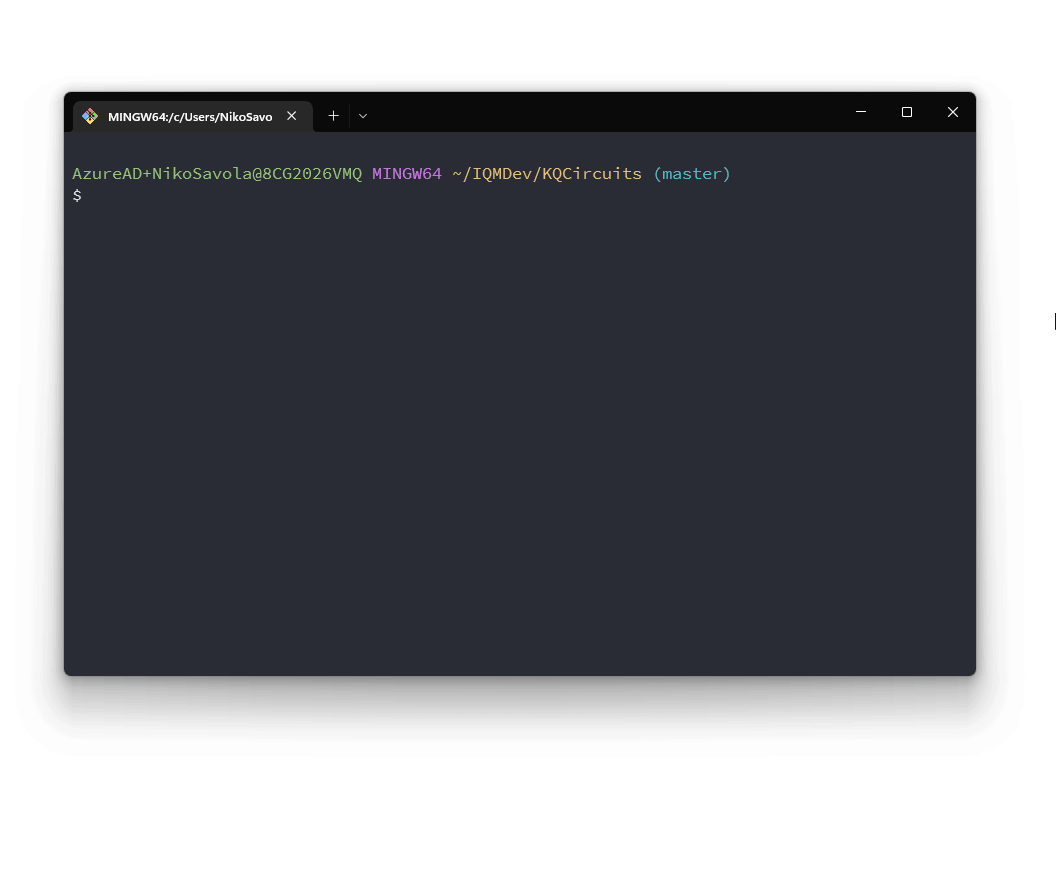 MINGW64:/c/Users/NikoSavo
AzureAD+NikoSavola@8CG2026VMQ MINGW64 ~/IQMDev/KQCircuits (master)
$